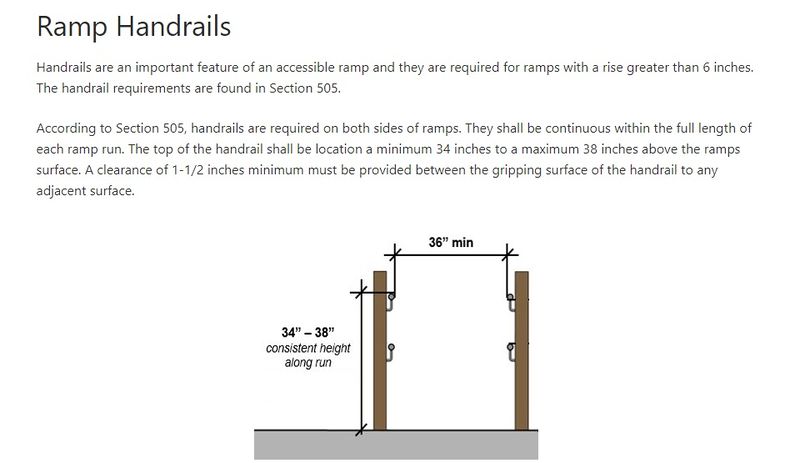 Ramp Handrails
Handrails are an important feature of an accessible ramp and they are required for ramps with a rise greater than 6 inches.
The handrail requirements are found in Section 505.
According to Section 505, handrails are required on both sides of ramps. They shall be continuous within the full length of
each ramp run. The top of the handrail shall be location a minimum 34 inches to a maximum 38 inches above the ramps
surface. A clearance of 1-1/2 inches minimum must be provided between the gripping surface of the handrail to any
adjacent surface.
36” min
34” – 38”
consistent height
along run